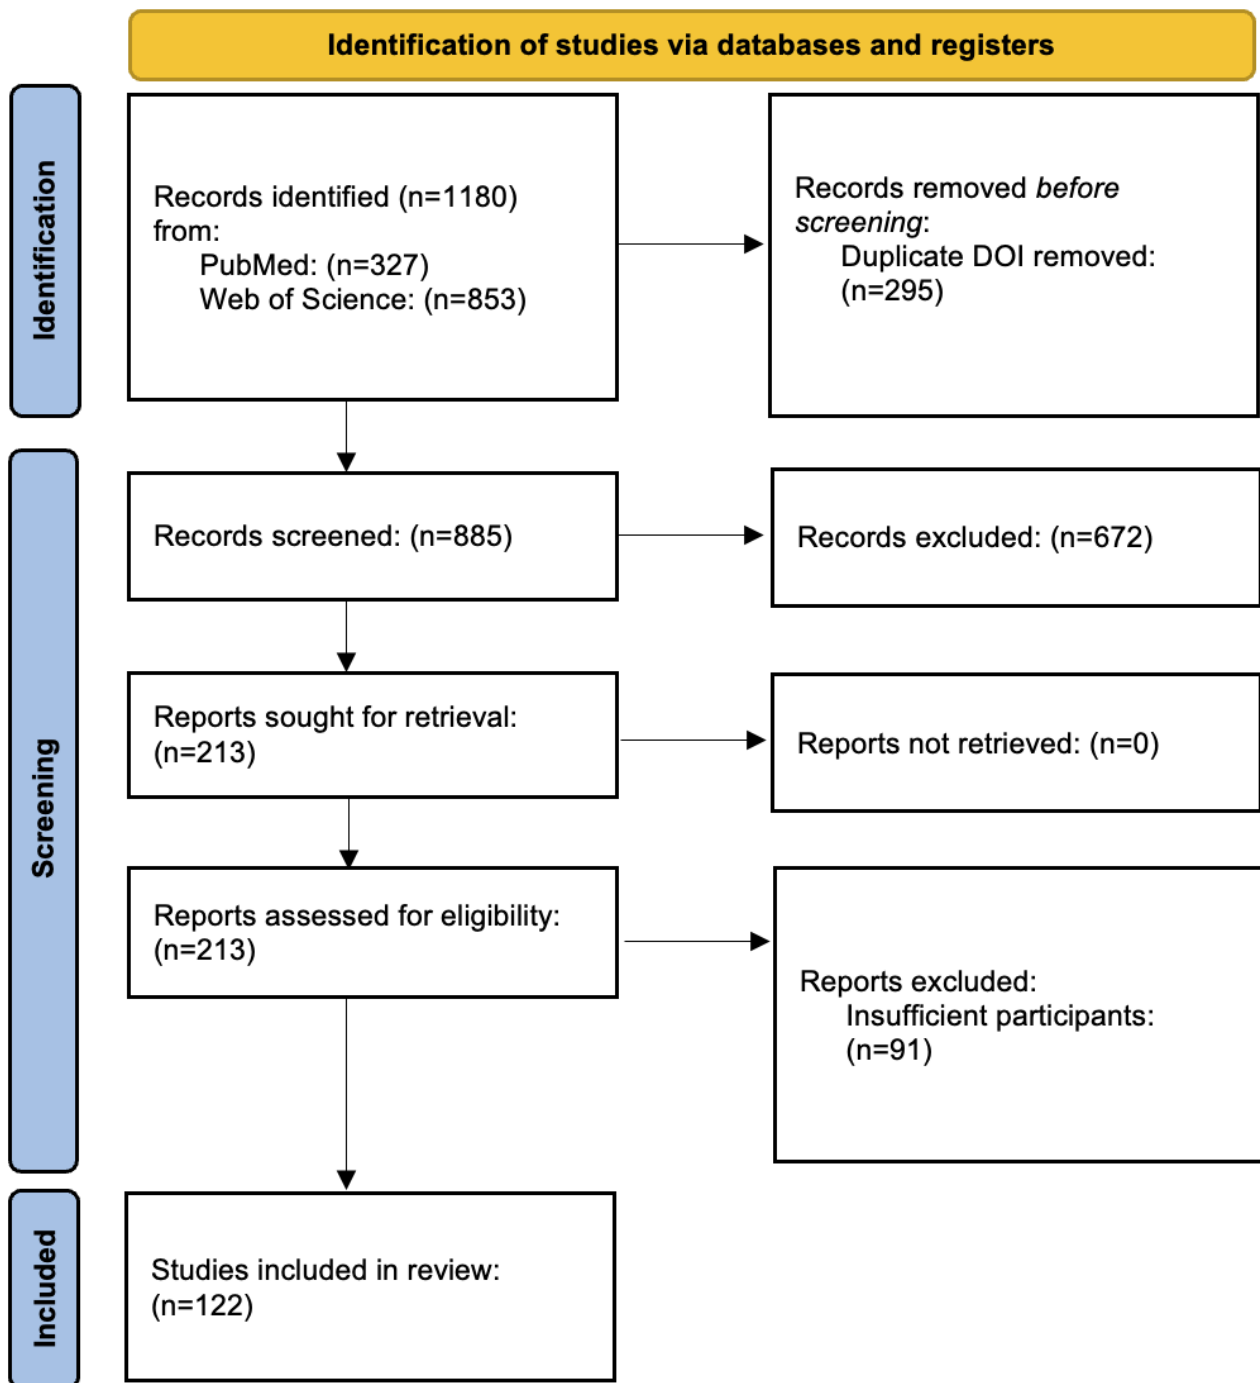 Identification of studies via databases and registers
Identification
Records identified (n=1180)
from:
PubMed: (n=327)
Web of Science: (n=853)
Records removed before
screening:
Duplicate DOI removed:
(n=295)
Screening
Records screened: (n=885)
Records excluded: (n=672)
Reports sought for retrieval:
(n=213)
Reports not retrieved: (n=0)
Reports assessed for eligibility:
(n=213)
Reports excluded:
Insufficient participants:
(n=91)
Included
Studies included in review:
(n=122)